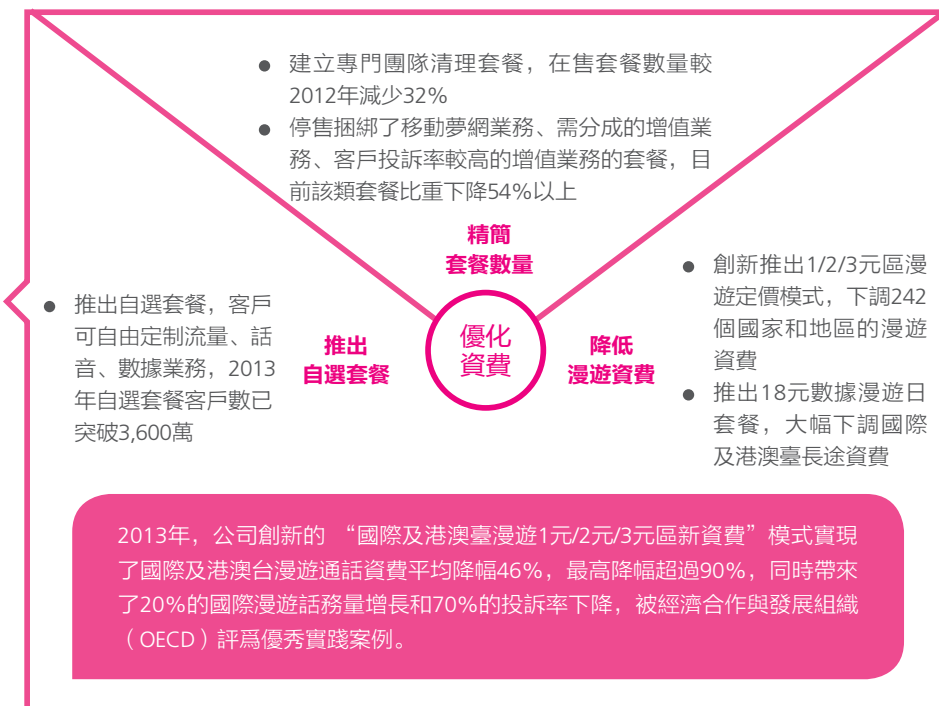 ● 建立專門團隊清理套餐，在售套餐數量較
2012年減少32%
● 停售捆綁了移動夢網業務、需分成的增值業
務、客戶投訴率較高的增值業務的套餐，目
前該類套餐比重下降54%以上
精簡
套餐數量
● 推出自選套餐，客戶
可自由定制流量、話
音、數據業務，2013
年自選套餐客戶數已
突破3,600萬
推出
自選套餐
優化
資費
降低
漫遊資費
● 創新推出1/2/3元區漫
遊定價模式，下調242
個國家和地區的漫遊
資費
● 推出18元數據漫遊日
套餐，大幅下調國際
及港澳臺長途資費
2013年，公司創新的 “國際及港澳臺漫遊1元/2元/3元區新資費”模式實現
了國際及港澳台漫遊通話資費平均降幅46%，最高降幅超過90%，同時帶來
了20%的國際漫遊話務量增長和70%的投訴率下降，被經濟合作與發展組織
（OECD）評爲優秀實踐案例。